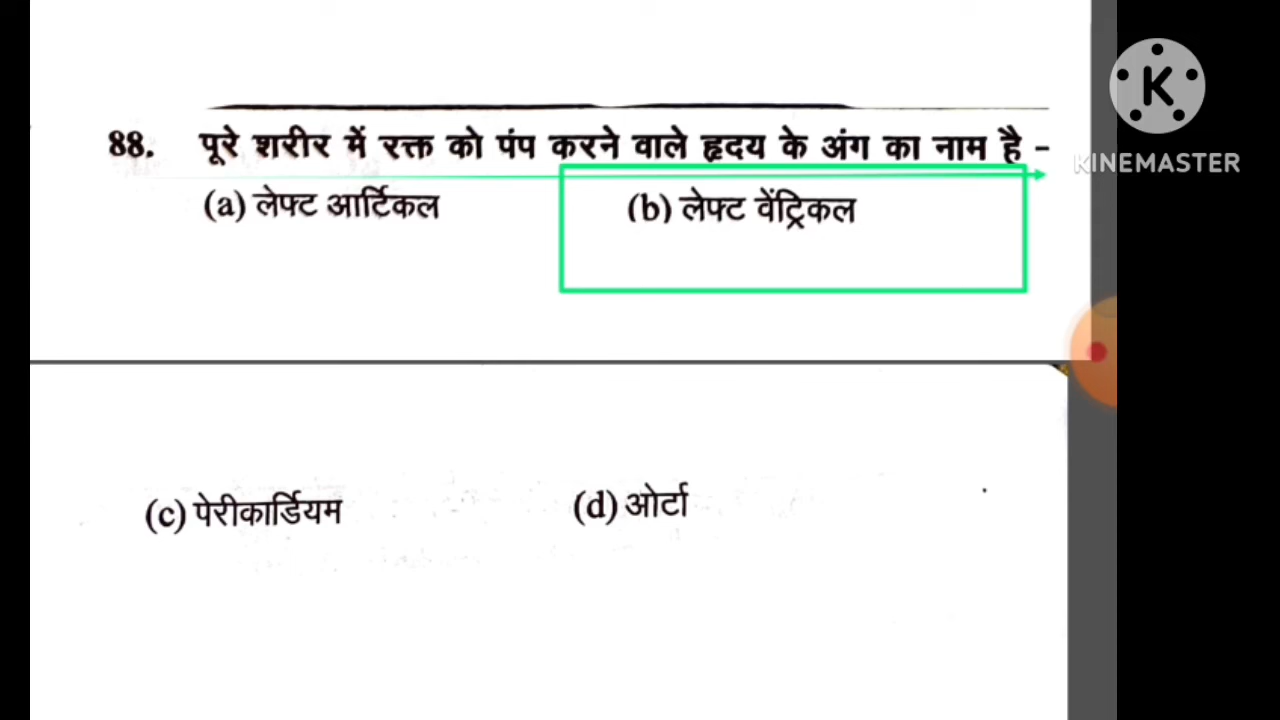 88. पूरे शरीर में रक्त को पंप करने वाले हृदय के अंग का नाम है -
(a) लेफ्ट आर्टिकल (b) लेफ्ट वेंट्रिकल
(c) पेरीकार्डियम (d) ओर्टा
KINEMASTER